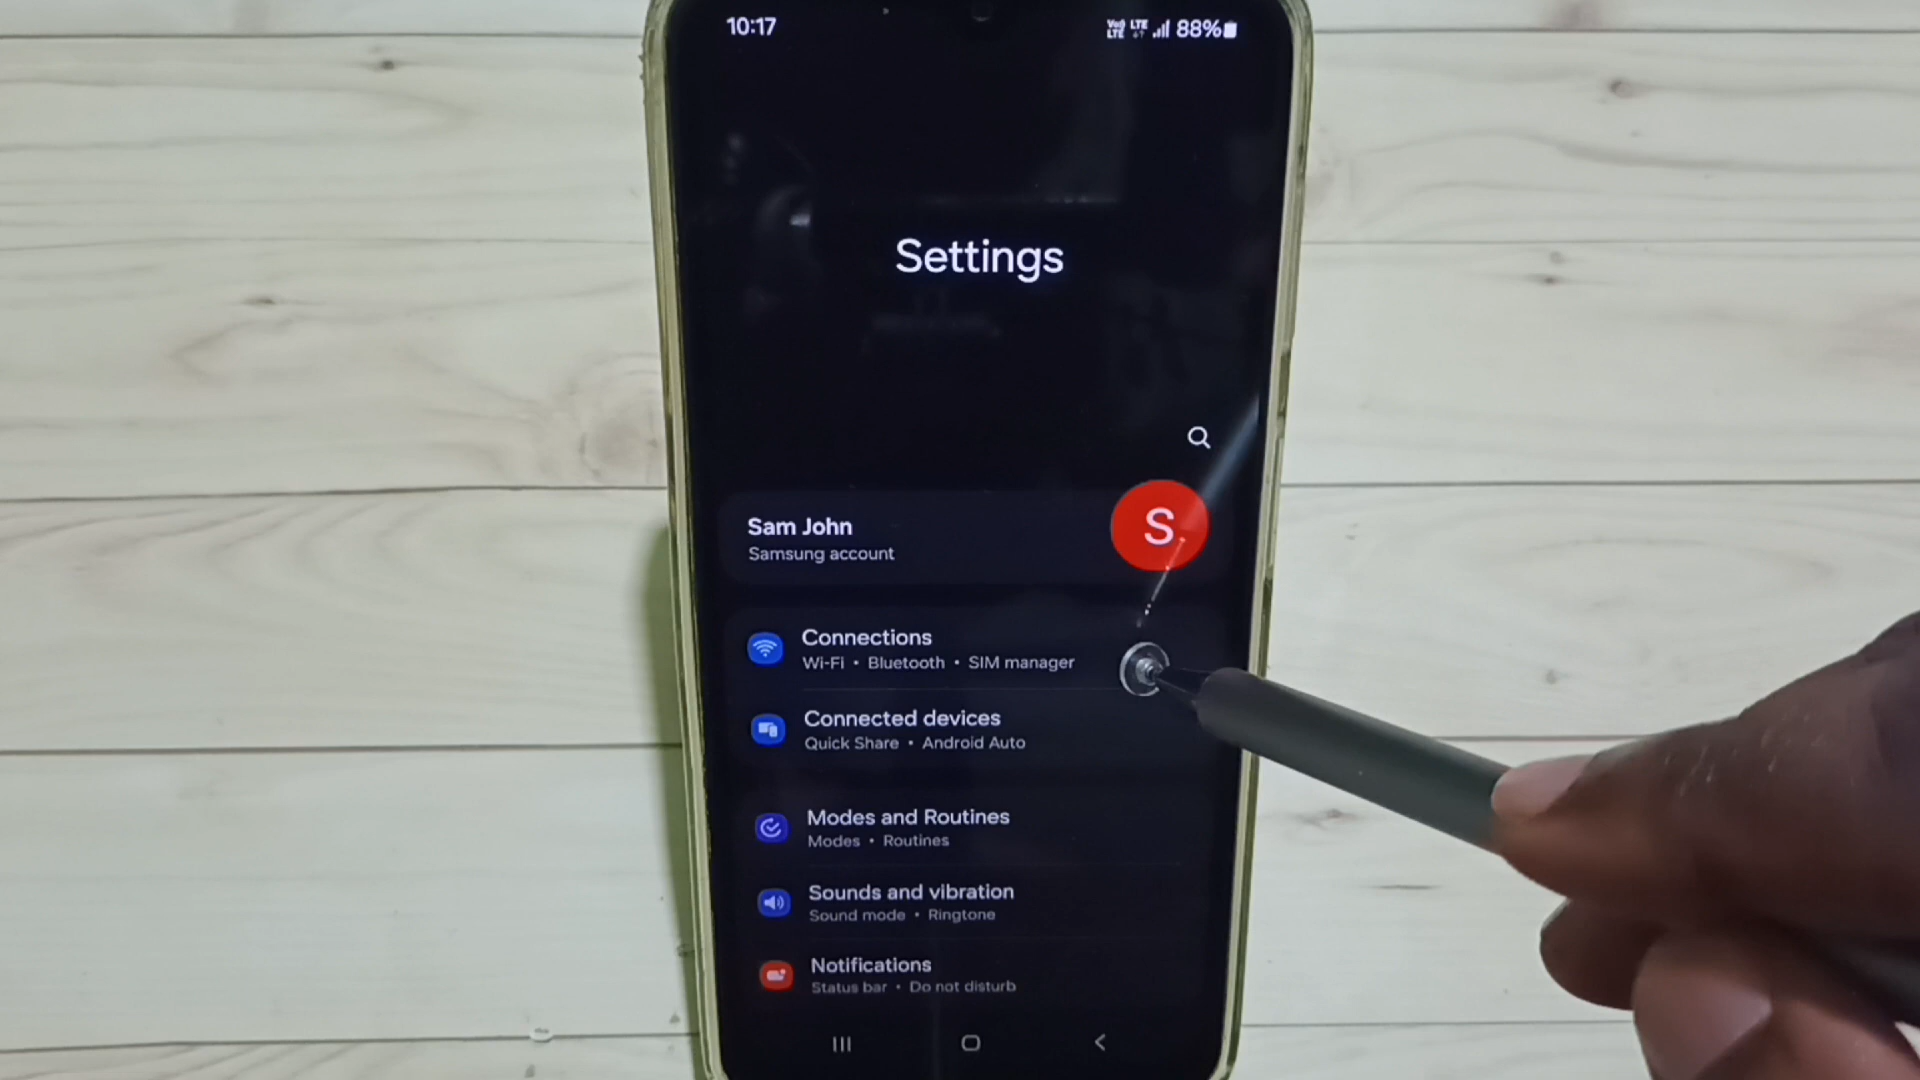 10:17
Vo) LTE LTE 88%
Settings
Sam John
Samsung account
S
Connections
Wi-Fi • Bluetooth • SIM manager
Connected devices
Quick Share • Android Auto
Modes and Routines
Modes • Routines
Sounds and vibration
Sound mode • Ringtone
Notifications
Status bar • Do not disturb